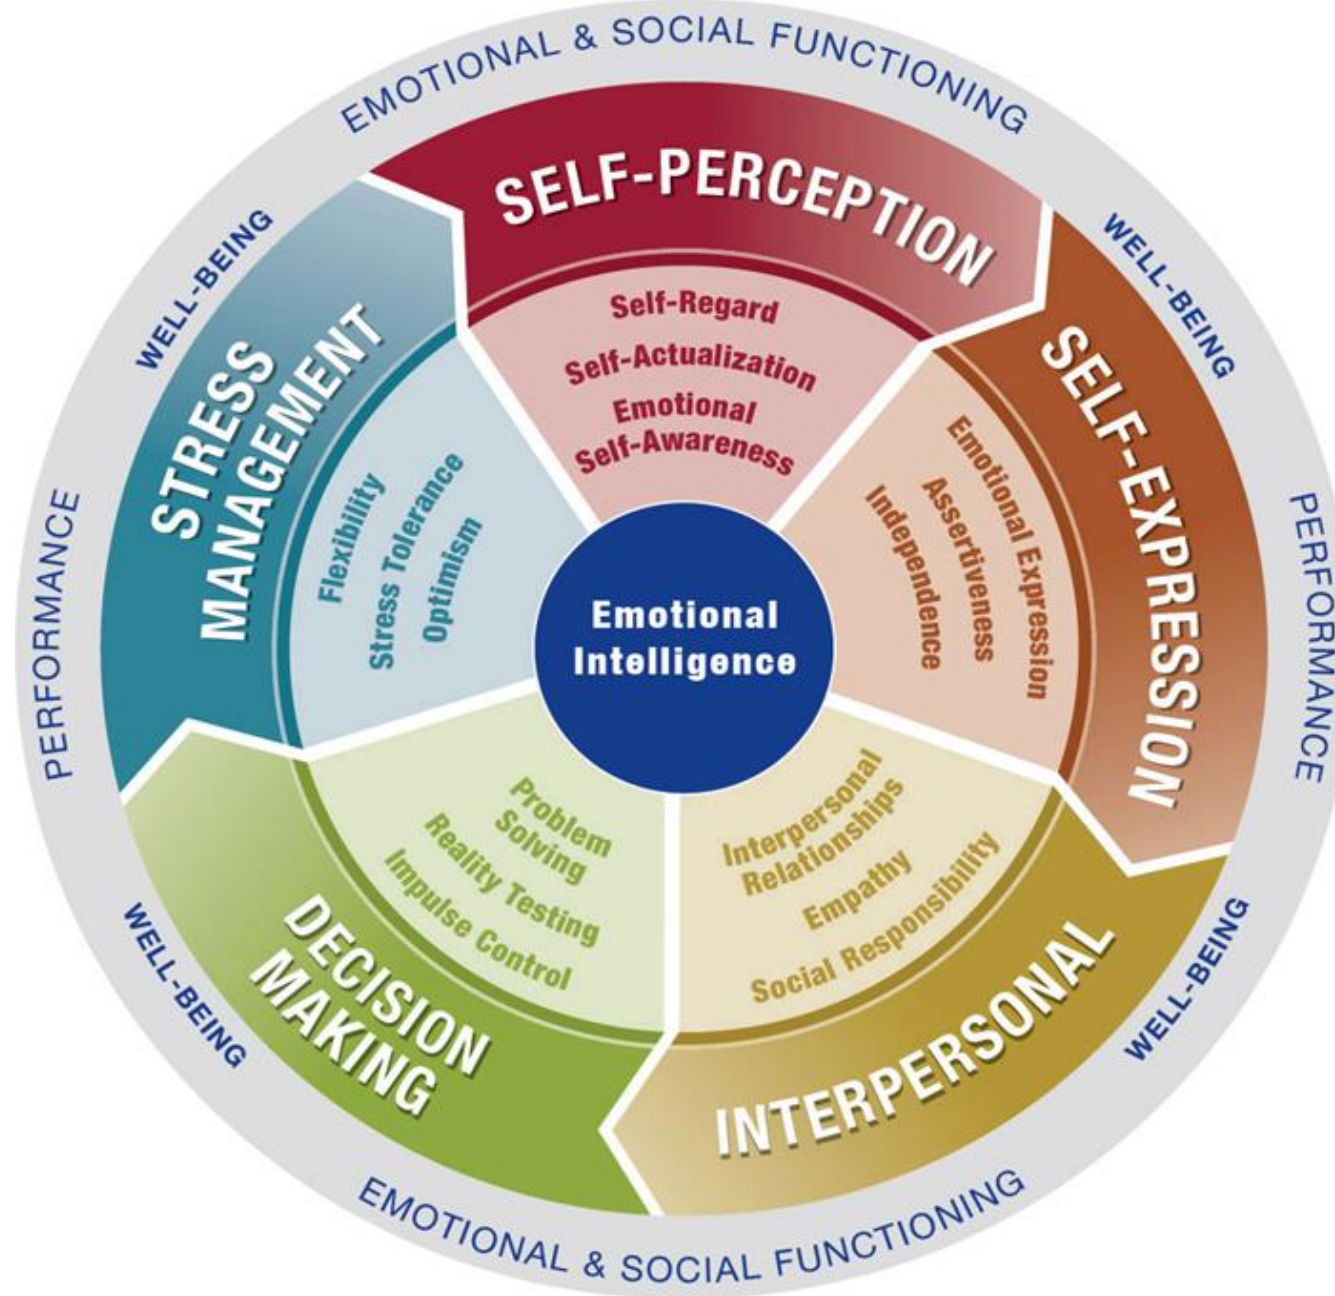 EMOTIONAL & SOCIAL FUNCTIONING
WELL-BEING
WELL-BEING
PERFORMANCE
PERFORMANCE
SELF-PERCEPTION
Self-Regard
Self-Actualization
Emotional
Self-Awareness
SELF-EXPRESSION
Emotional Expression
Assertiveness
Independence
INTERPERSONAL
Interpersonal
Relationships
Empathy
Social Responsibility
DECISION
MAKING
Problem
Solving
Reality Testing
Impulse Control
STRESS
MANAGEMENT
Flexibility
Stress Tolerance
Optimism
Emotional
Intelligence
WELL-BEING
WELL-BEING
EMOTIONAL & SOCIAL FUNCTIONING